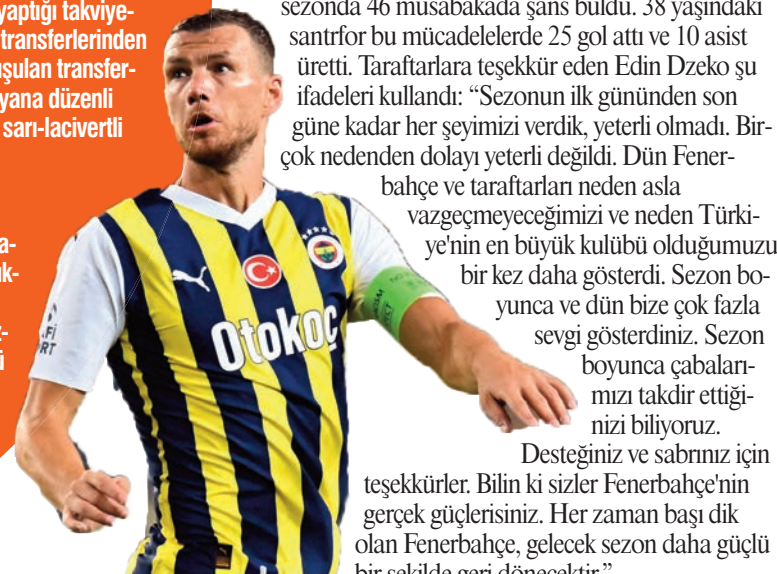 yaptığı takviye-
transferlerinden
şulan transfer-
yana düzenli
sarı-lacivertli
a-
k-
z-
ü
sezonda 46 müsabakada şans buldu. 38 yaşındaki
santrfor bu mücadelelerde 25 gol attı ve 10 asist
üretti. Taraftarlara teşekkür eden Edin Dzeko şu
ifadeleri kullandı: “Sezonun ilk gününden son
güne kadar her şeyimizi verdik, yeterli olmadı. Bir-
çok nedenden dolayı yeterli değildi. Dün Fener-
bahçe ve taraftarları neden asla
vazgeçmeyeceğimizi ve neden Türki-
ye'nin en büyük kulübü olduğumuzu
bir kez daha gösterdi. Sezon bo-
yunca ve dün bize çok fazla
sevgi gösterdiniz. Sezon
boyunca çabaları-
mızı takdir ettiği-
nizi biliyoruz.
Desteğiniz ve sabrınız için
teşekkürler. Bilin ki sizler Fenerbahçe'nin
gerçek güçlerisiniz. Her zaman başı dik
olan Fenerbahçe, gelecek sezon daha güçlü
bir şekilde geri dönecektir.”
Otokoç